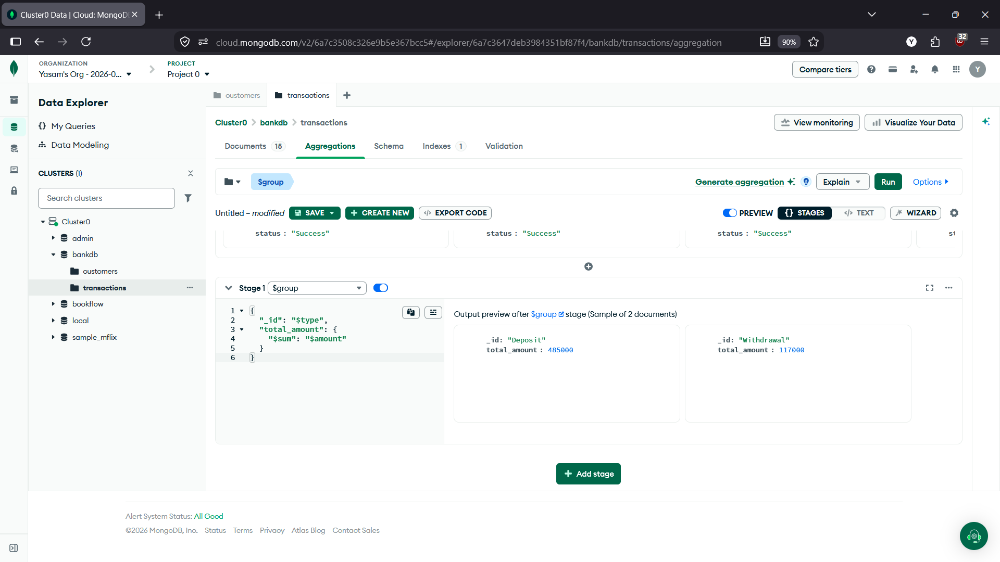 Cluster0 Data | Cloud: MongoDB
cloud.mongodb.com/v2/6a7c3508c326e9b5e367bcc5#/explorer/6a7c3647deb3984351bf87f4/bankdb/transactions/aggregation
90%
Y
32
ORGANIZATION
Yasam's Org - 2026-0...
PROJECT
Project 0
Compare tiers
Y
Data Explorer
My Queries
Data Modeling
CLUSTERS (1)
Search clusters
Cluster0
admin
bankdb
customers
transactions
bookflow
local
sample_mflix
customers
transactions
Cluster0 > bankdb > transactions
View monitoring
Visualize Your Data
Documents 15
Aggregations
Schema
Indexes 1
Validation
$group
Generate aggregation
Explain
Run
Options
Untitled – modified
SAVE
CREATE NEW
</> EXPORT CODE
PREVIEW
{} STAGES
</> TEXT
WIZARD
status : "Success"
status : "Success"
status : "Success"
Stage 1 $group
1 {
2 "_id": "$type",
3 "total_amount": {
4 "$sum": "$amount"
5 }
6 }
Output preview after $group stage (Sample of 2 documents)
_id: "Deposit"
total_amount : 485000
_id: "Withdrawal"
total_amount : 117000
+ Add stage
Alert System Status: All Good
©2026 MongoDB, Inc. Status Terms Privacy Atlas Blog Contact Sales